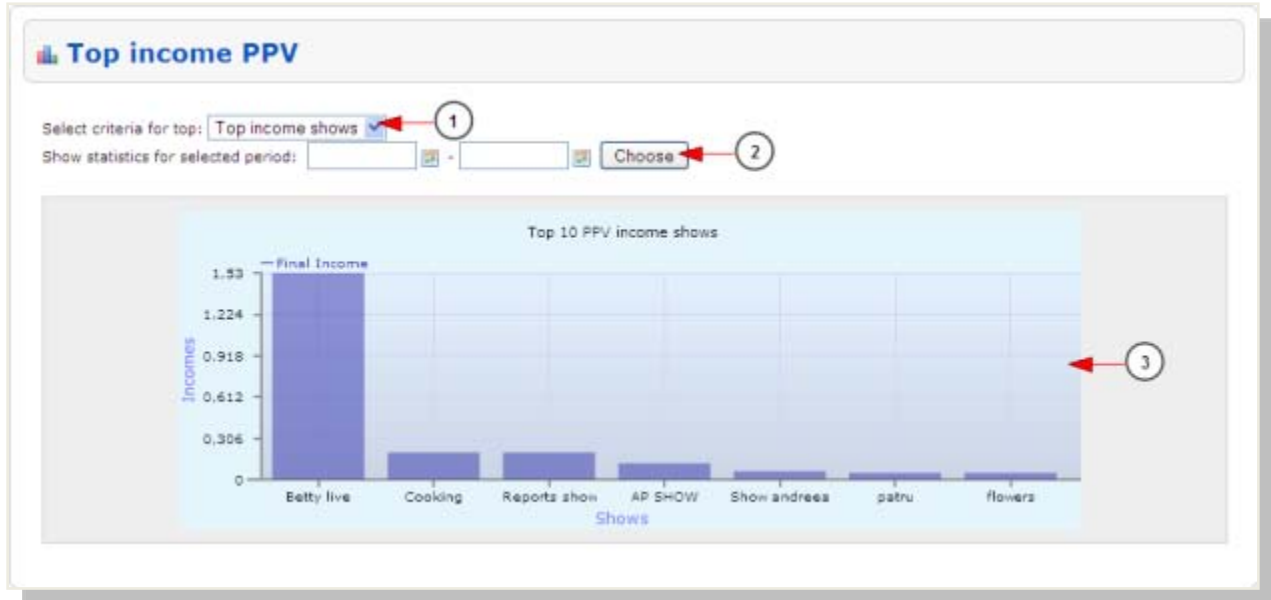 Top income PPV
Select criteria for top: Top income shows 1
Show statistics for selected period: - Choose 2
Top 10 PPV income shows
Final Income
1.53
1.224
0.918
0.612
0.306
0
Incomes
3
Betty live Cooking Reports show AP SHOW Show andreea patru flowers
Shows